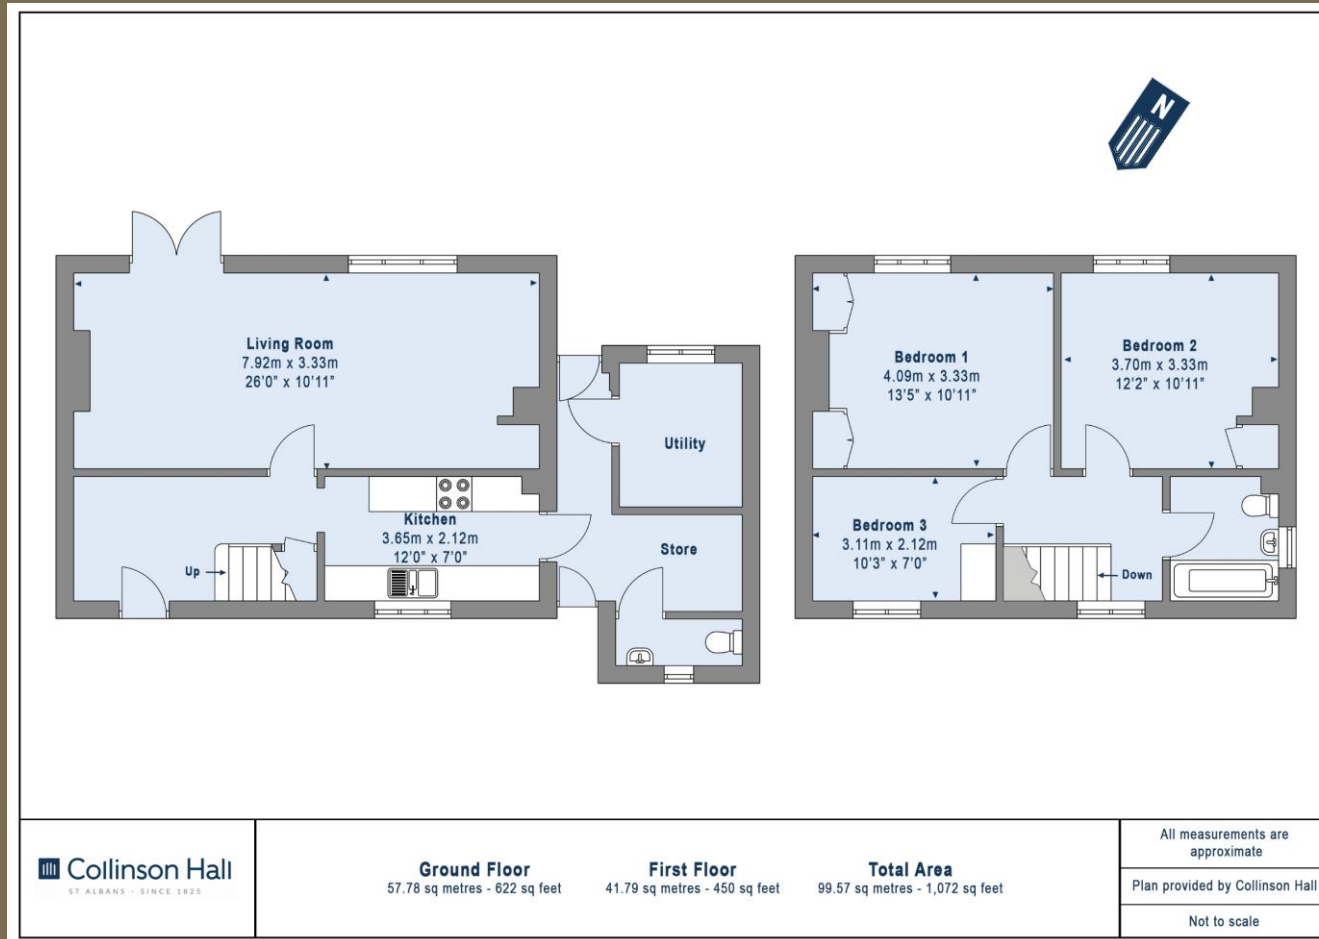 N
Living Room
7.92m x 3.33m
26'0" x 10'11"
Utility
Kitchen
3.65m x 2.12m
12'0" x 7'0"
Store
Up
Bedroom 1
4.09m x 3.33m
13'5" x 10'11"
Bedroom 2
3.70m x 3.33m
12'2" x 10'11"
Bedroom 3
3.11m x 2.12m
10'3" x 7'0"
Down
Collinson Hall
ST ALBANS · SINCE 1825
Ground Floor
57.78 sq metres - 622 sq feet
First Floor
41.79 sq metres - 450 sq feet
Total Area
99.57 sq metres - 1,072 sq feet
All measurements are
approximate
Plan provided by Collinson Hall
Not to scale